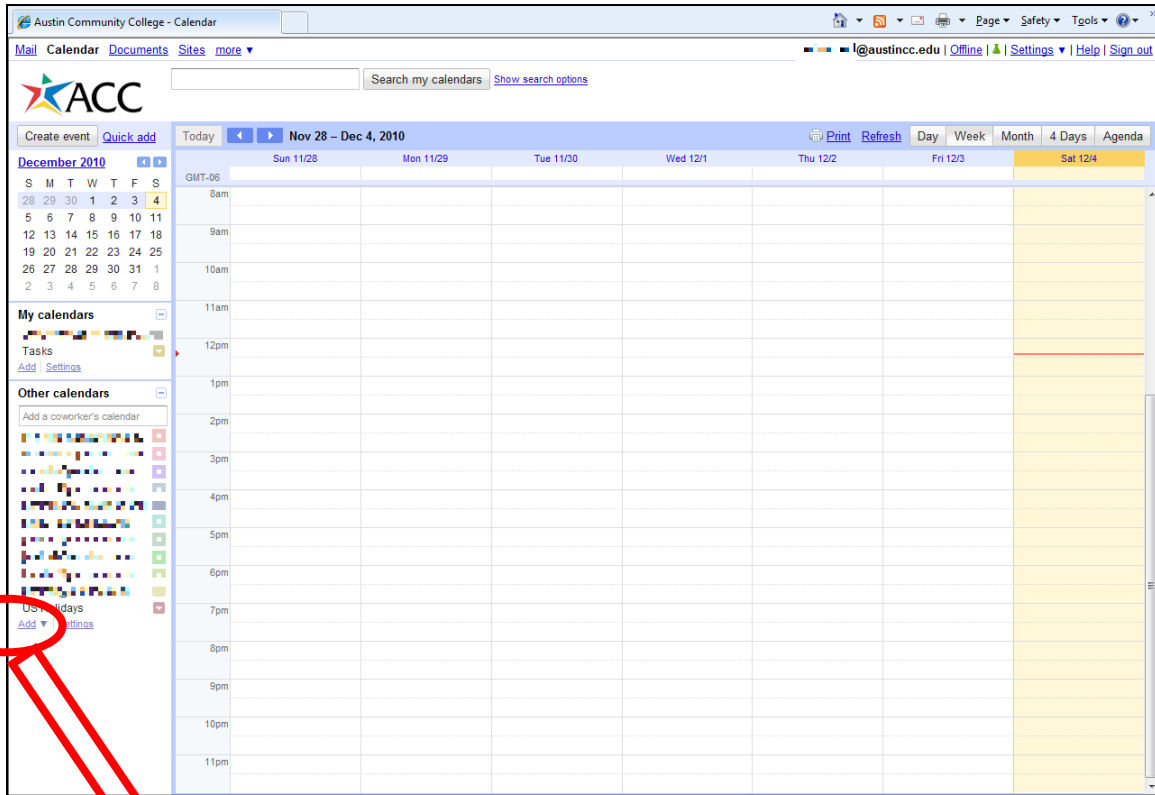 Austin Community College - Calendar
Page Safety Tools
Mail Calendar Documents Sites more ▼ @austincc.edu | Offline | Settings ▼ | Help | Sign out
ACC
Search my calendars Show search options
Create event Quick add
Today Nov 28 – Dec 4, 2010 Print Refresh Day Week Month 4 Days Agenda
December 2010
S M T W T F S
28 29 30 1 2 3 4
5 6 7 8 9 10 11
12 13 14 15 16 17 18
19 20 21 22 23 24 25
26 27 28 29 30 31 1
2 3 4 5 6 7 8
My calendars
Tasks
Add Settings
Other calendars
Add a coworker's calendar
US Holidays
Add ▼ Settings
Sun 11/28 Mon 11/29 Tue 11/30 Wed 12/1 Thu 12/2 Fri 12/3 Sat 12/4
GMT-06
8am
9am
10am
11am
12pm
1pm
2pm
3pm
4pm
5pm
6pm
7pm
8pm
9pm
10pm
11pm